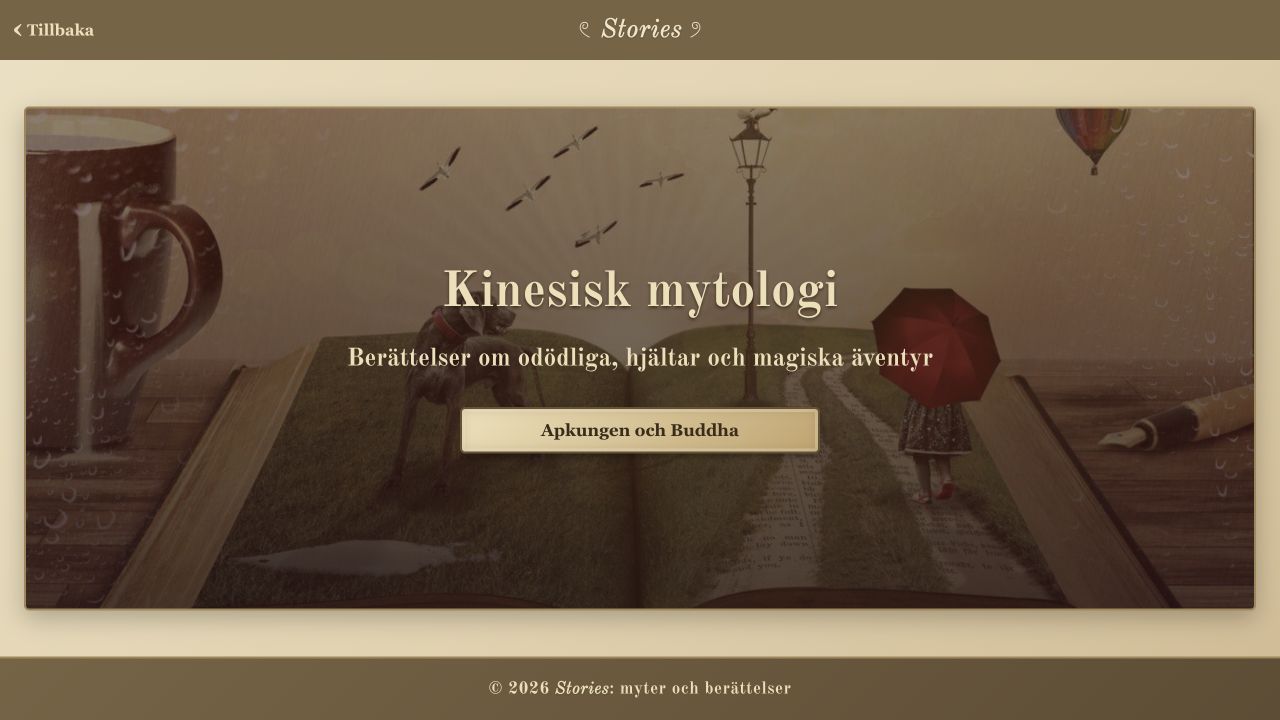 Tillbaka
Stories
Kinesisk mytologi
Berättelser om odödliga, hjältar och magiska äventyr
Apkungen och Buddha
© 2026 Stories: myter och berättelser